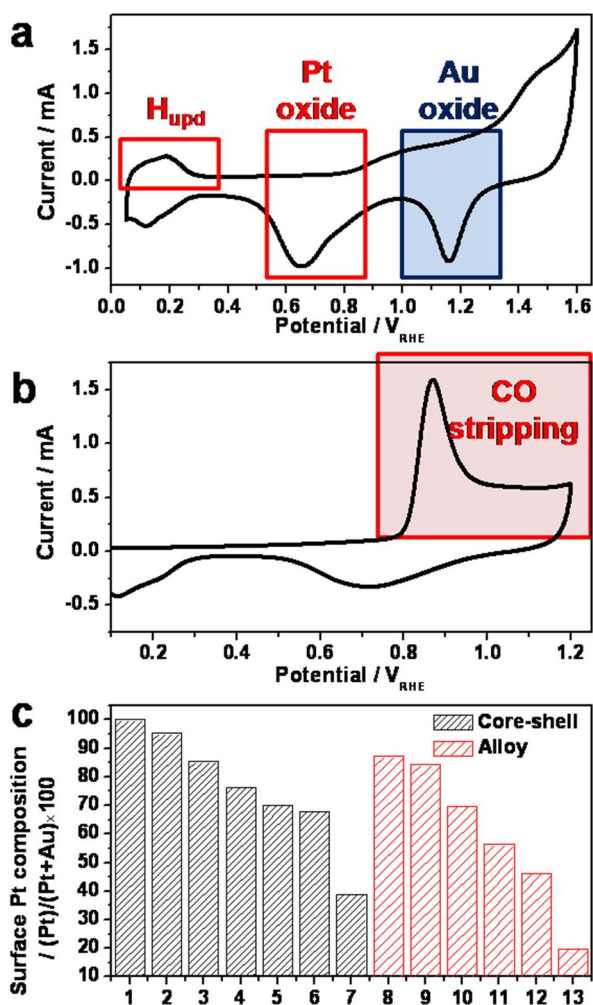 a
H_upd
Pt
oxide
Au
oxide
Current / mA
1.5
1.0
0.5
0.0
-0.5
-1.0
0.0 0.2 0.4 0.6 0.8 1.0 1.2 1.4 1.6
Potential / V_RHE
b
CO
stripping
Current / mA
1.5
1.0
0.5
0.0
-0.5
0.2 0.4 0.6 0.8 1.0 1.2
Potential / V_RHE
c
Core-shell
Alloy
Surface Pt composition
/ (Pt)/(Pt+Au)×100
100
90
80
70
60
50
40
30
20
10
1 2 3 4 5 6 7 8 9 10 11 12 13